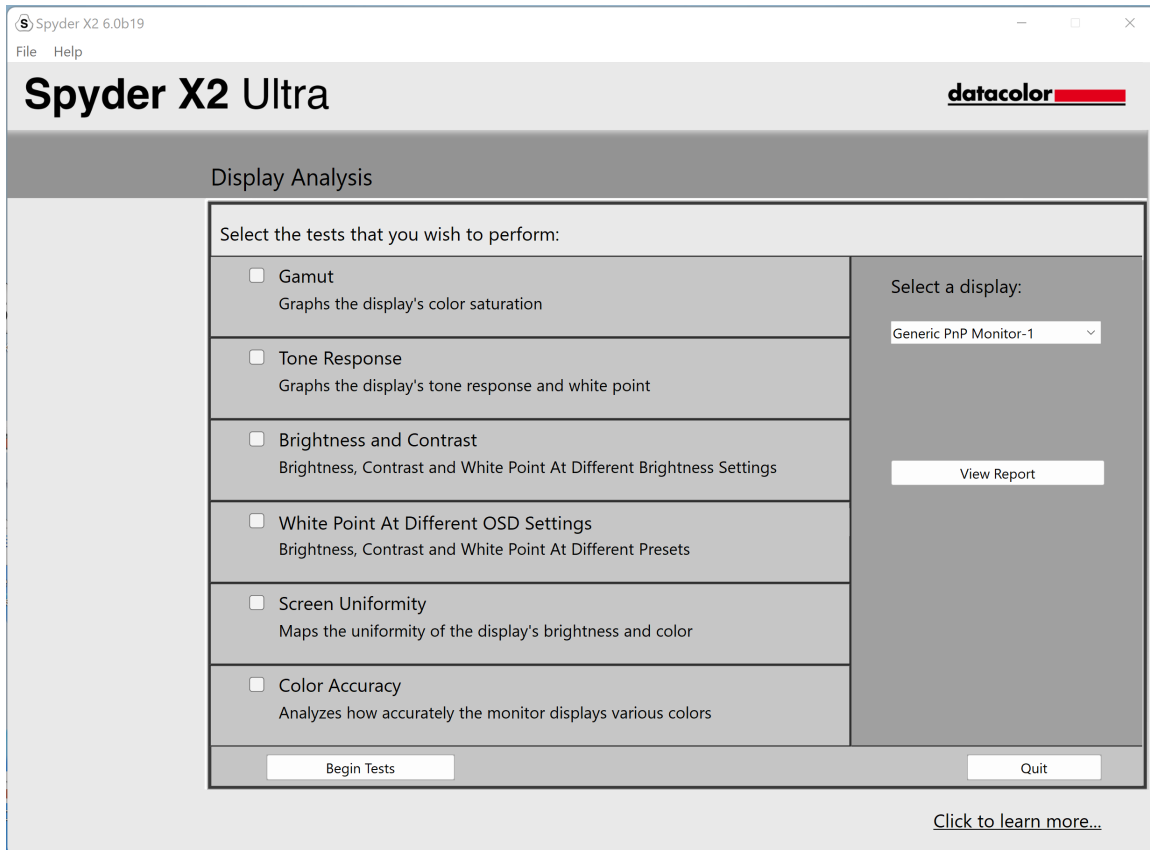 Spyder X2 6.0b19
File Help
Spyder X2 Ultra
datacolor
Display Analysis
Select the tests that you wish to perform:
Gamut
Graphs the display's color saturation
Tone Response
Graphs the display's tone response and white point
Brightness and Contrast
Brightness, Contrast and White Point At Different Brightness Settings
White Point At Different OSD Settings
Brightness, Contrast and White Point At Different Presets
Screen Uniformity
Maps the uniformity of the display's brightness and color
Color Accuracy
Analyzes how accurately the monitor displays various colors
Select a display:
Generic PnP Monitor-1
View Report
Begin Tests
Quit
Click to learn more...